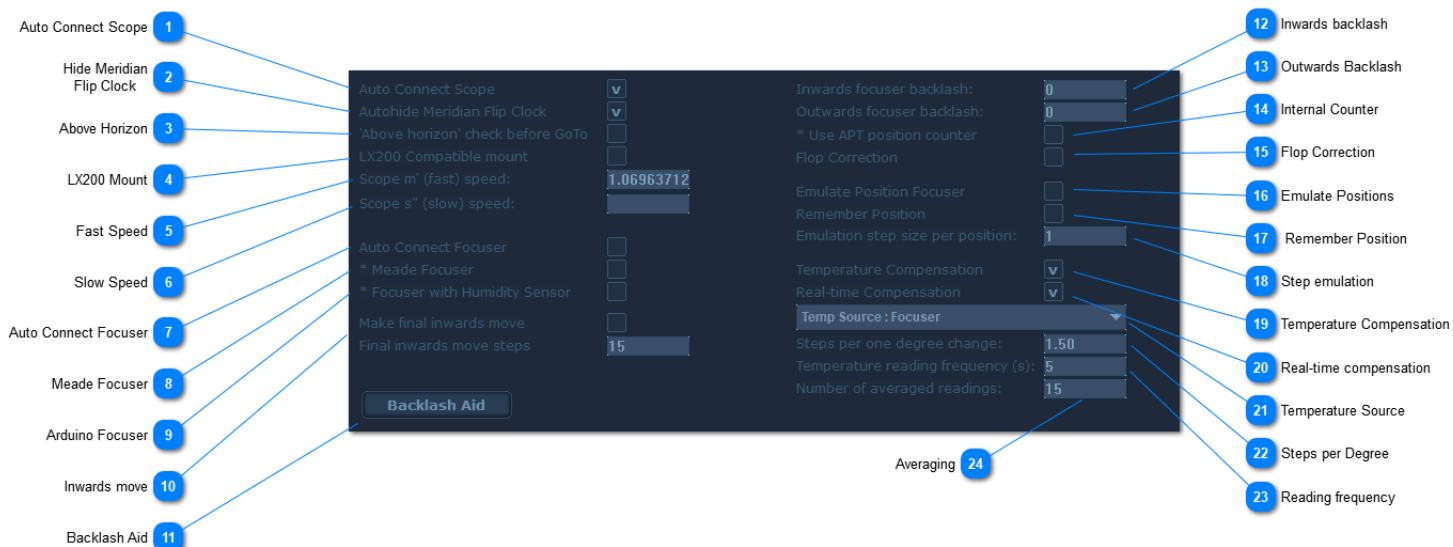 Auto Connect Scope 1
Hide Meridian
Flip Clock 2
Above Horizon 3
LX200 Mount 4
Fast Speed 5
Slow Speed 6
Auto Connect Focuser 7
Meade Focuser 8
Arduino Focuser 9
Inwards move 10
Backlash Aid 11
Auto Connect Scope v
Autohide Meridian Flip Clock v
'Above horizon' check before GoTo
LX200 Compatible mount
Scope m' (fast) speed: 1.06963712
Scope s" (slow) speed:
Auto Connect Focuser
* Meade Focuser
* Focuser with Humidity Sensor
Make final inwards move
Final inwards move steps 15
Backlash Aid
Inwards focuser backlash: 0
Outwards focuser backlash: 0
* Use APT position counter
Flop Correction
Emulate Position Focuser
Remember Position
Emulation step size per position: 1
Temperature Compensation v
Real-time Compensation v
Temp Source : Focuser
Steps per one degree change: 1.50
Temperature reading frequency (s): 5
Number of averaged readings: 15
Averaging 24
12 Inwards backlash
13 Outwards Backlash
14 Internal Counter
15 Flop Correction
16 Emulate Positions
17 Remember Position
18 Step emulation
19 Temperature Compensation
20 Real-time compensation
21 Temperature Source
22 Steps per Degree
23 Reading frequency